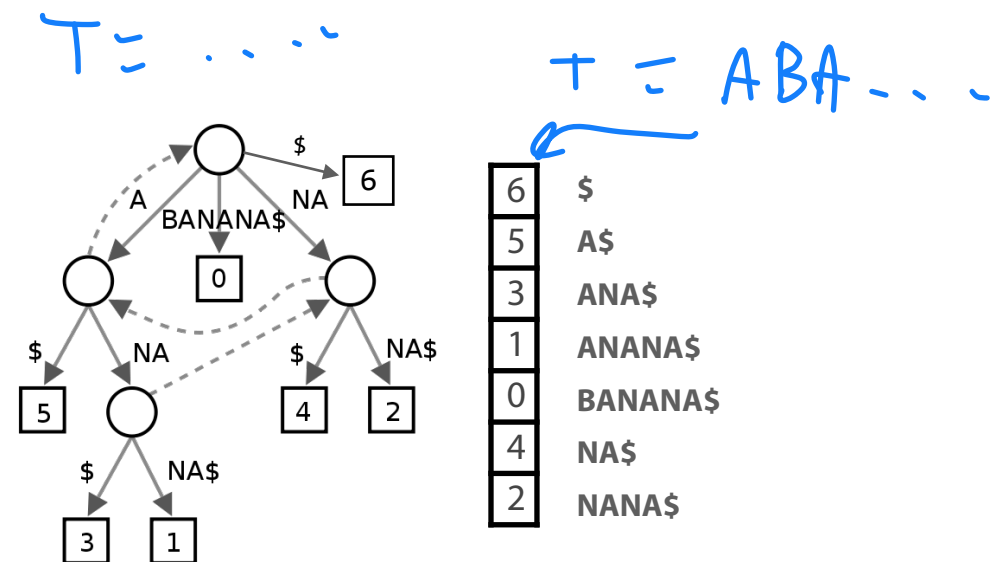 T = . . . .
T = ABA - - - -
$
6
A
BANANA$
NA
0
$
NA
$
NA$
5
4
2
$
NA$
3
1
6 $
5 A$
3 ANA$
1 ANANA$
0 BANANA$
4 NA$
2 NANA$